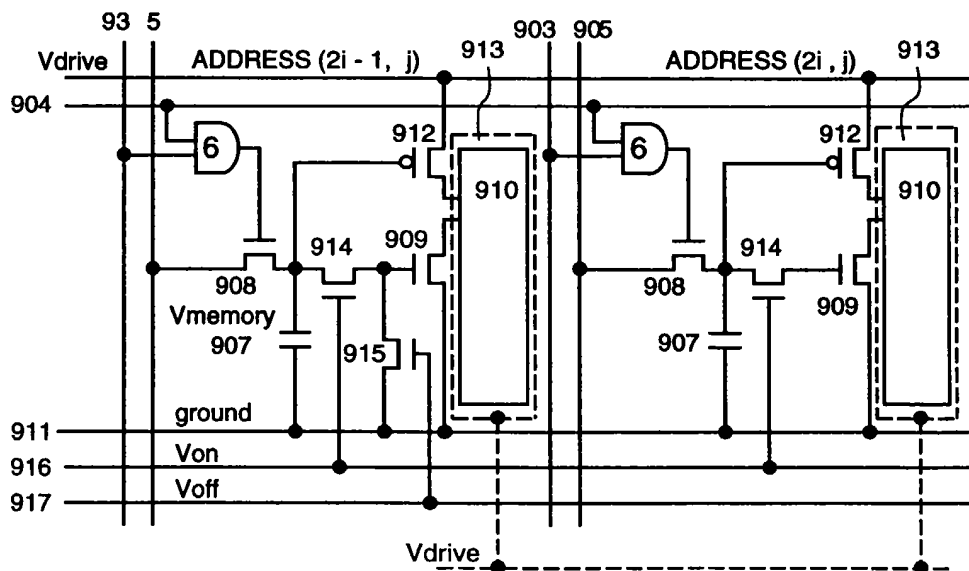 93 5 903 905 913
Vdrive ADDRESS (2i - 1, j) 913 ADDRESS (2i , j)
904
6 912 6 912
910 910
914 909 914
908 908 909
Vmemory
907 915 907
ground
911
916 Von
917 Voff
Vdrive